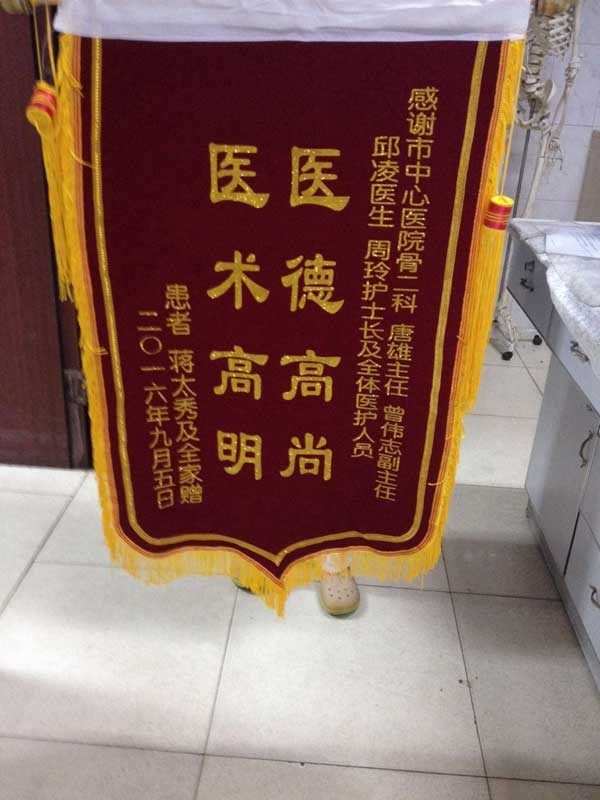 感谢市中心医院骨二科 唐雄主任 曾伟志副主任
邱凌医生 周玲护士长及全体医护人员
医德高尚
医术高明
患者 蒋太秀及全家赠
二〇一六年九月五日